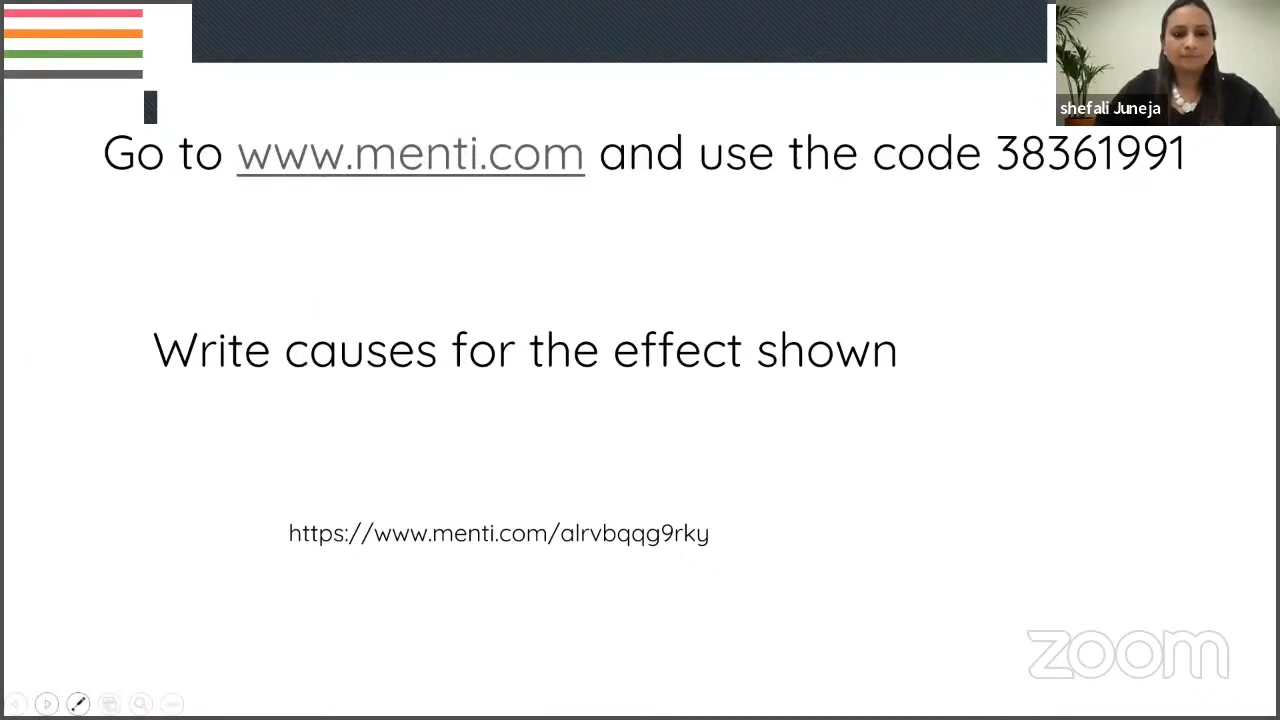 shefali Juneja
Go to www.menti.com and use the code 38361991
Write causes for the effect shown
https://www.menti.com/alrvbqqg9rky
zoom